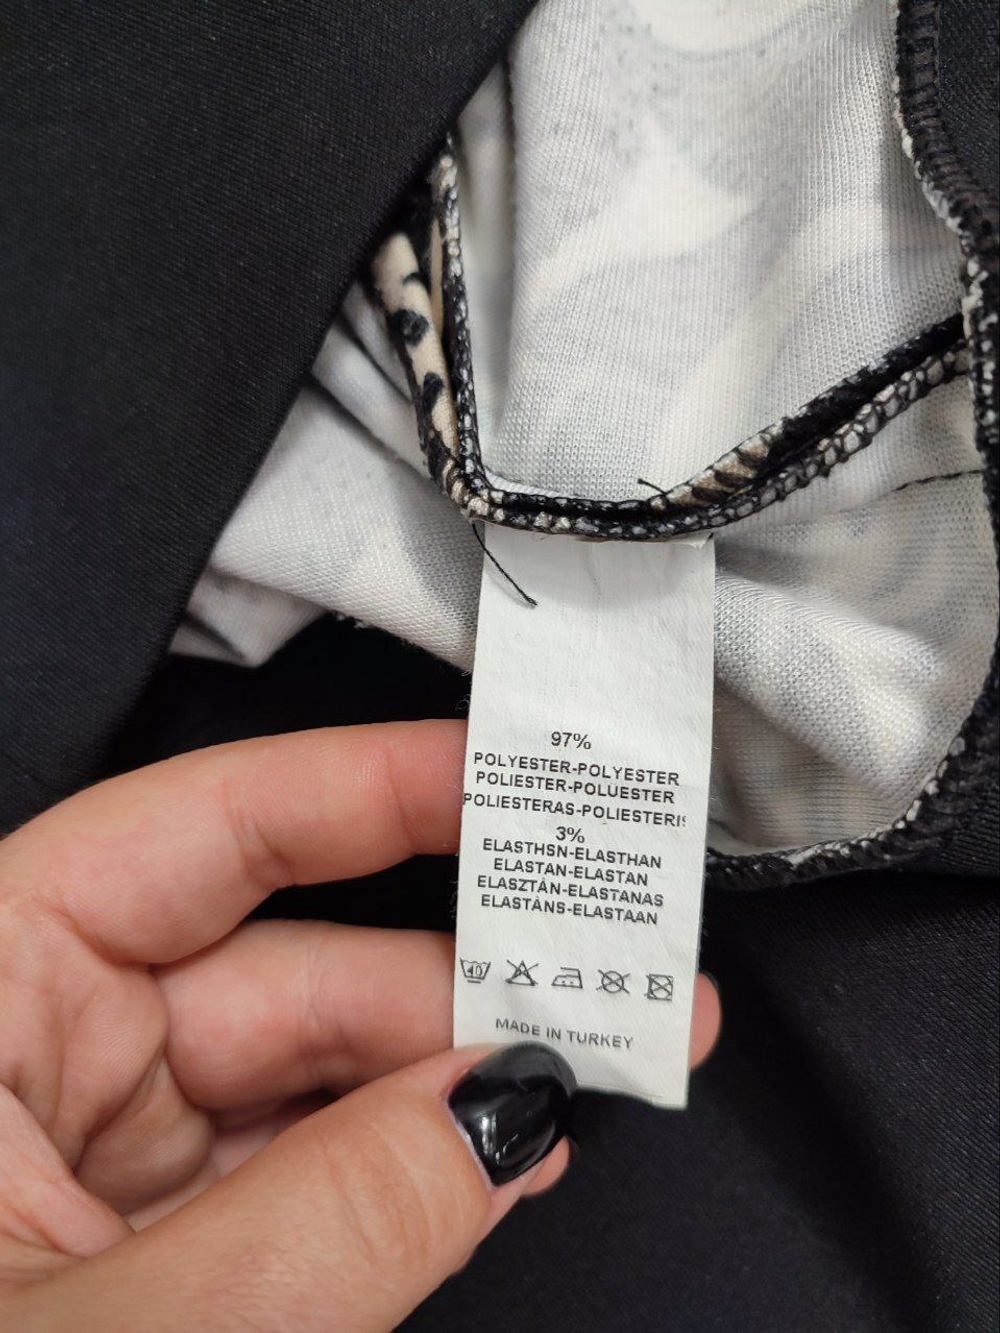 97%
POLYESTER-POLYESTER
POLIESTER-POLUESTER
POLIESTERAS-POLIESTERIS
3%
ELASTHSN-ELASTHAN
ELASTAN-ELASTAN
ELASZTÁN-ELASTANAS
ELASTĀNS-ELASTAAN
40
MADE IN TURKEY